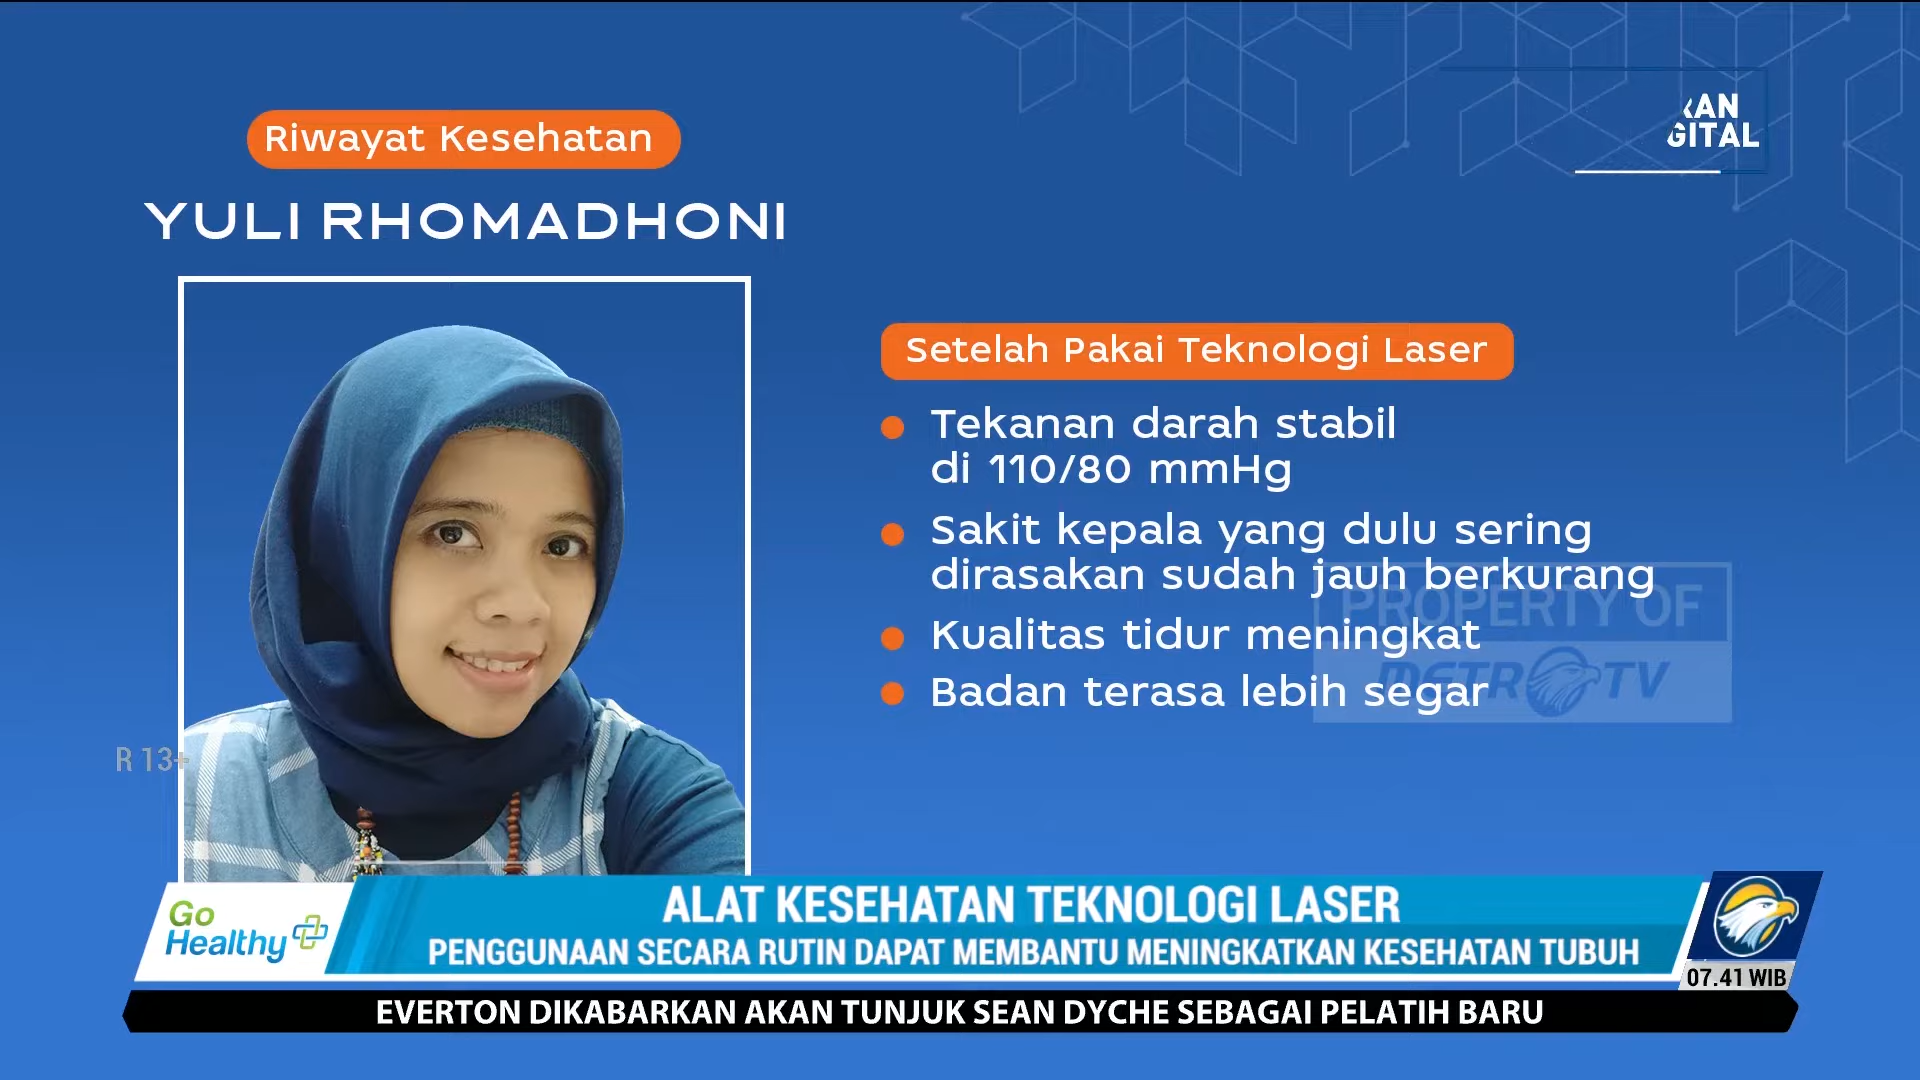 KAN
GITAL
Riwayat Kesehatan
YULI RHOMADHONI
Setelah Pakai Teknologi Laser
Tekanan darah stabil
di 110/80 mmHg
Sakit kepala yang dulu sering
dirasakan sudah jauh berkurang
Kualitas tidur meningkat
Badan terasa lebih segar
PROPERTY OF
METRO TV
R 13+
Go
Healthy
ALAT KESEHATAN TEKNOLOGI LASER
PENGGUNAAN SECARA RUTIN DAPAT MEMBANTU MENINGKATKAN KESEHATAN TUBUH
07.41 WIB
EVERTON DIKABARKAN AKAN TUNJUK SEAN DYCHE SEBAGAI PELATIH BARU